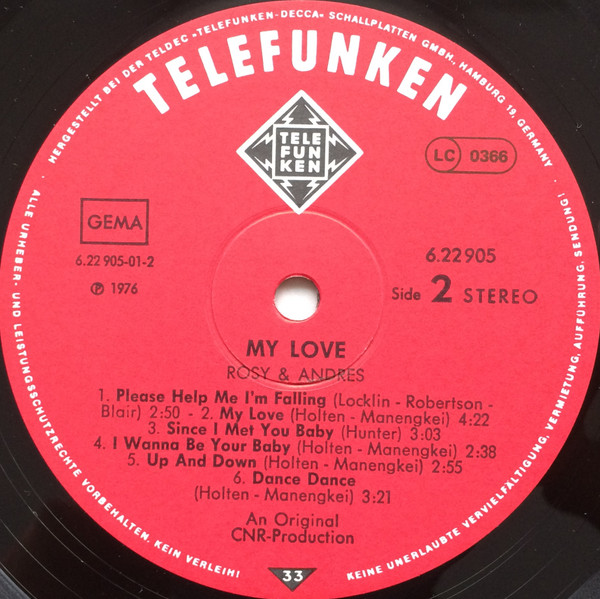 HERGESTELLT BEI DER TELDEC »TELEFUNKEN-DECCA« SCHALLPLATTEN GMBH, HAMBURG 19, GERMANY ·
TELEFUNKEN
TELE
FUN
KEN
LC 0366
GEMA
6.22 905-01-2
℗ 1976
6.22905
Side 2 STEREO
MY LOVE
ROSY & ANDRES
1. Please Help Me I'm Falling (Locklin - Robertson -
Blair) 2:50 - 2. My Love (Holten - Manengkei) 4:22
3. Since I Met You Baby (Hunter) 3:03
4. I Wanna Be Your Baby (Holten - Manengkei) 2:38
5. Up And Down (Holten - Manengkei) 2:55
6. Dance Dance
(Holten - Manengkei) 3:21
An Original
CNR-Production
33
· ALLE URHEBER- UND LEISTUNGSSCHUTZRECHTE VORBEHALTEN. KEIN VERLEIH!
KEINE UNERLAUBTE VERVIELFÄLTIGUNG, VERMIETUNG, AUFFÜHRUNG, SENDUNG!